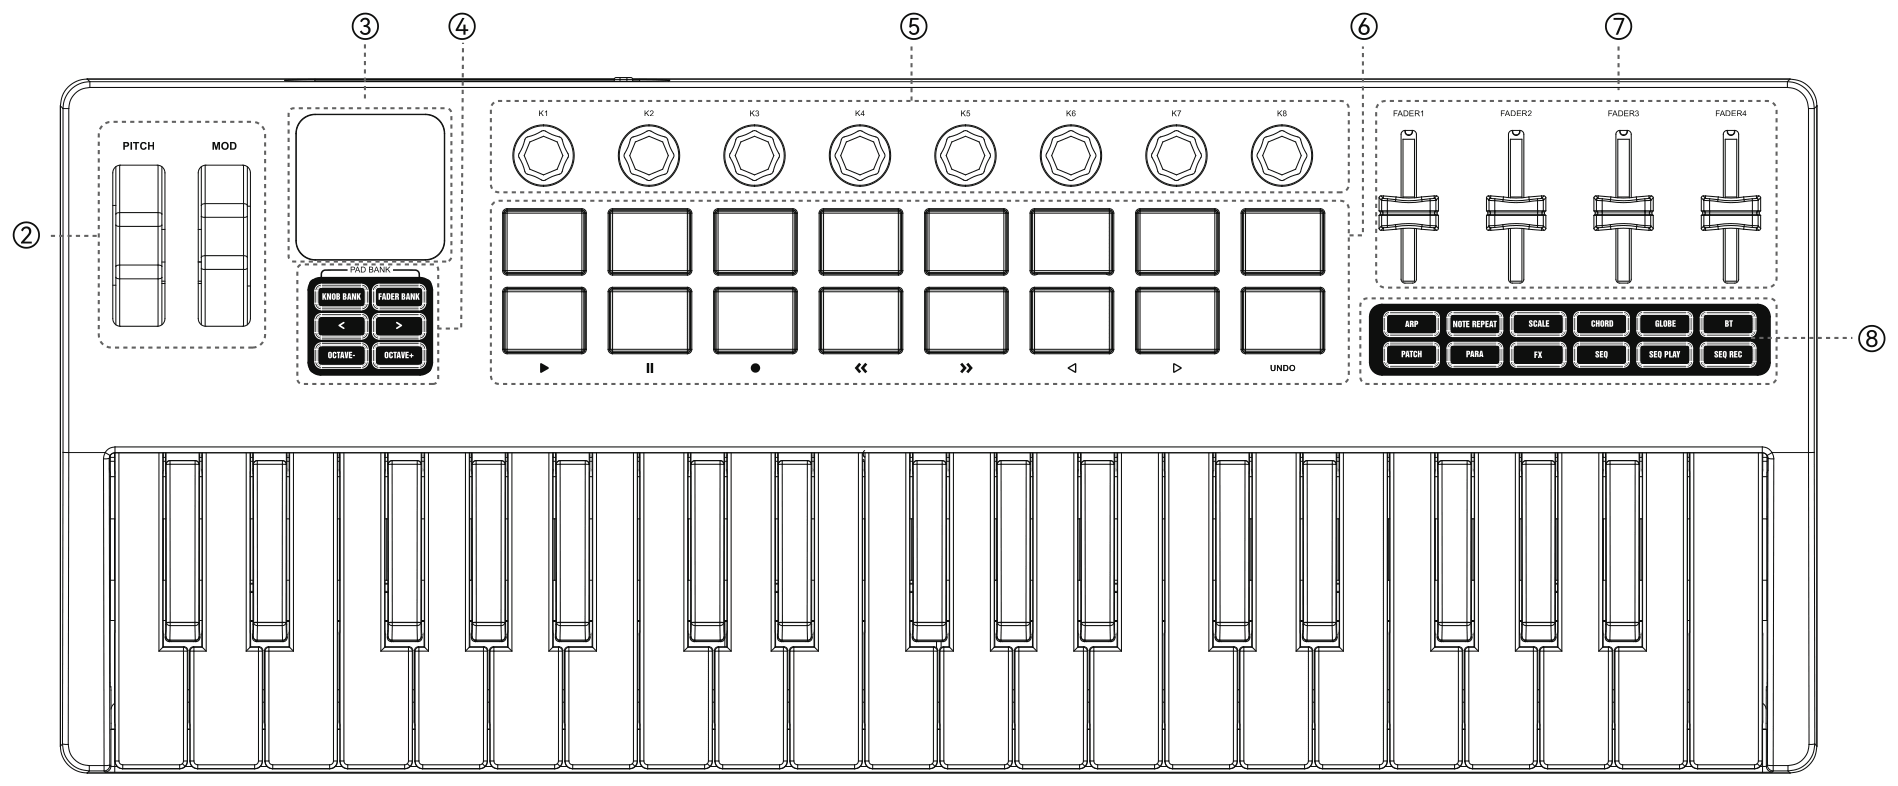 ③ ④ ⑤ ⑥ ⑦
K1 K2 K3 K4 K5 K6 K7 K8
FADER1 FADER2 FADER3 FADER4
PITCH MOD
②
PAD BANK
KNOB BANK FADER BANK
< >
OCTAVE- OCTAVE+
UNDO
ARP NOTE REPEAT SCALE CHORD GLOBE BT
PATCH PARA FX SEQ SEQ PLAY SEQ REC
⑧